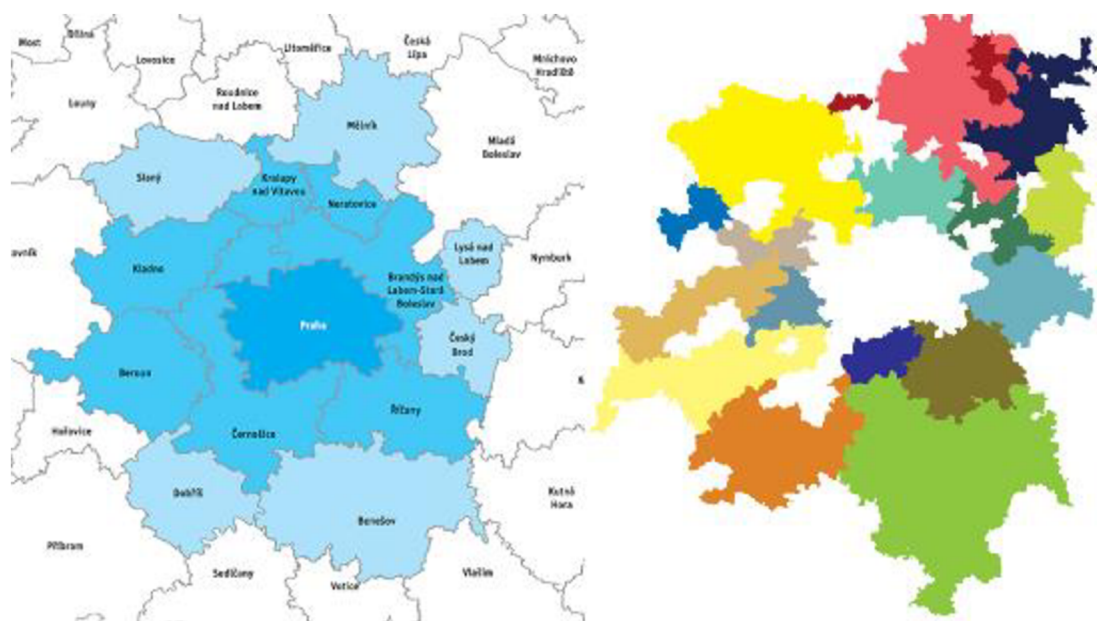 Most
Děčín
Lovosice
Litoměřice
Česká
Lípa
Mnichovo
Hradiště
Louny
Roudnice
nad Labem
Mělník
Mladá
Boleslav
Slaný
Kralupy
nad Vltavou
Neratovice
avník
Kladno
Lysá nad
Labem
Nymburk
Brandýs nad
Labem-Stará
Boleslav
Praha
Český
Brod
Beroun
K
Říčany
Hořovice
Černošice
Dobříš
Kutná
Hora
Benešov
Příbram
Sedlčany
Votice
Vlašim